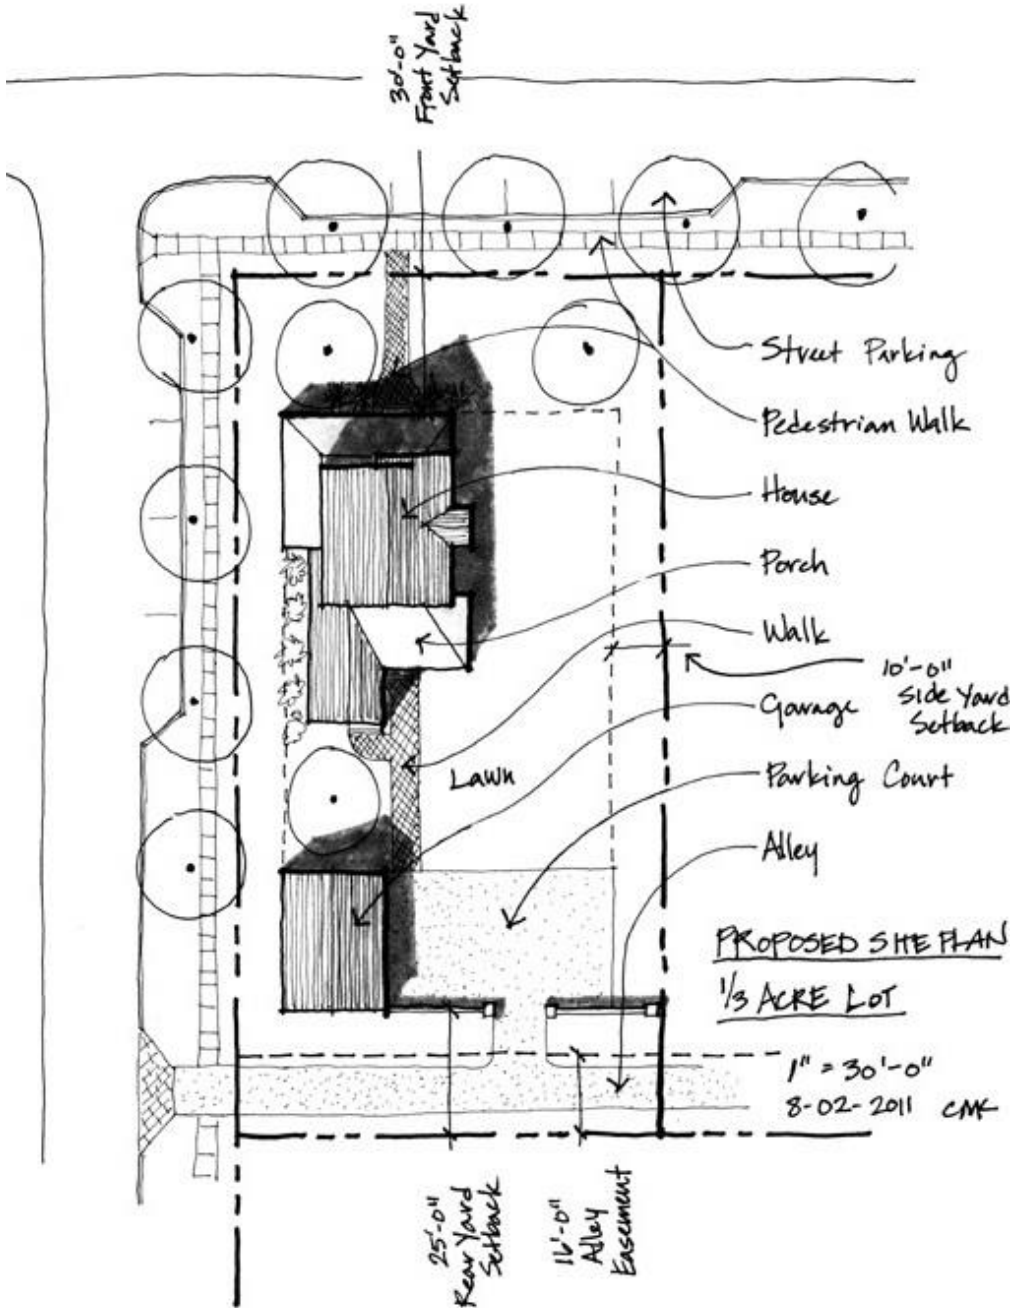 30'-0"
Front Yard
Setback
Street Parking
Pedestrian Walk
House
Porch
Walk
10'-0"
Side Yard
Setback
Garage
Lawn
Parking Court
Alley
PROPOSED SITE PLAN
1/3 ACRE LOT
1" = 30'-0"
8-02-2011 CMK
25'-0"
Rear Yard
Setback
16'-0"
Alley
Easement